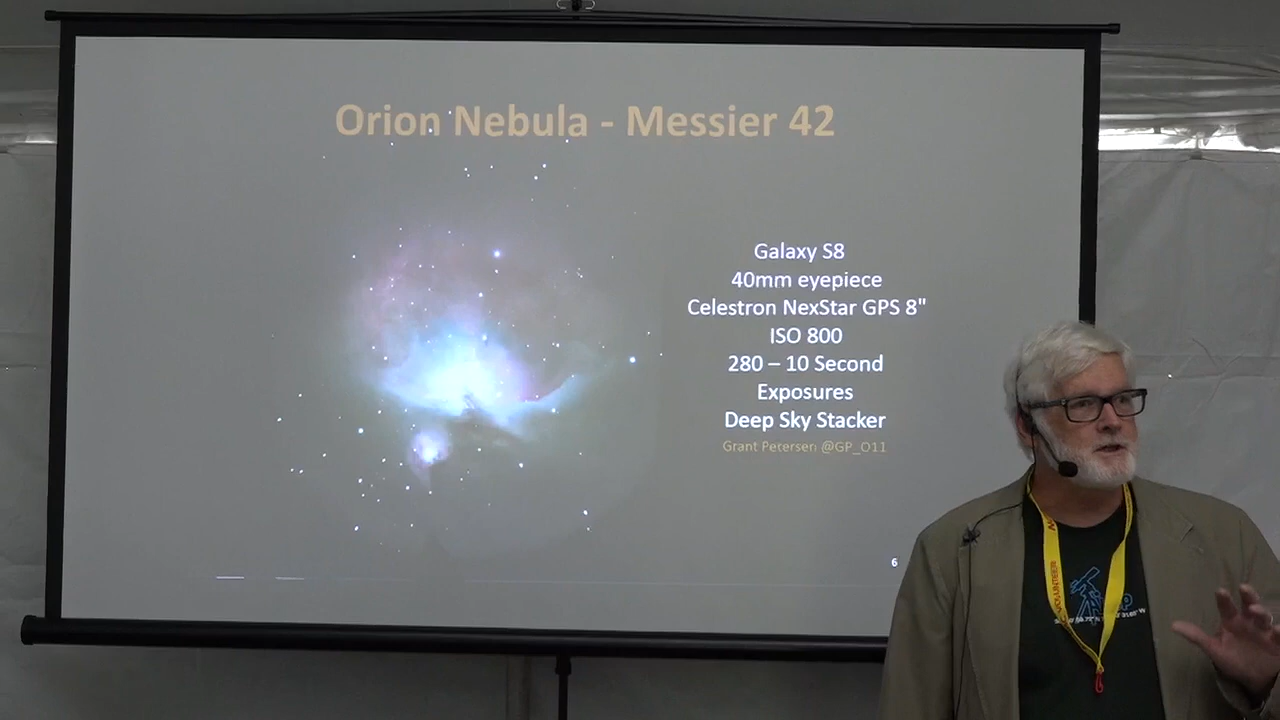 Orion Nebula - Messier 42
Galaxy S8
40mm eyepiece
Celestron NexStar GPS 8"
ISO 800
280 – 10 Second
Exposures
Deep Sky Stacker
Grant Petersen @GP_O11
6
VOLUNTEER